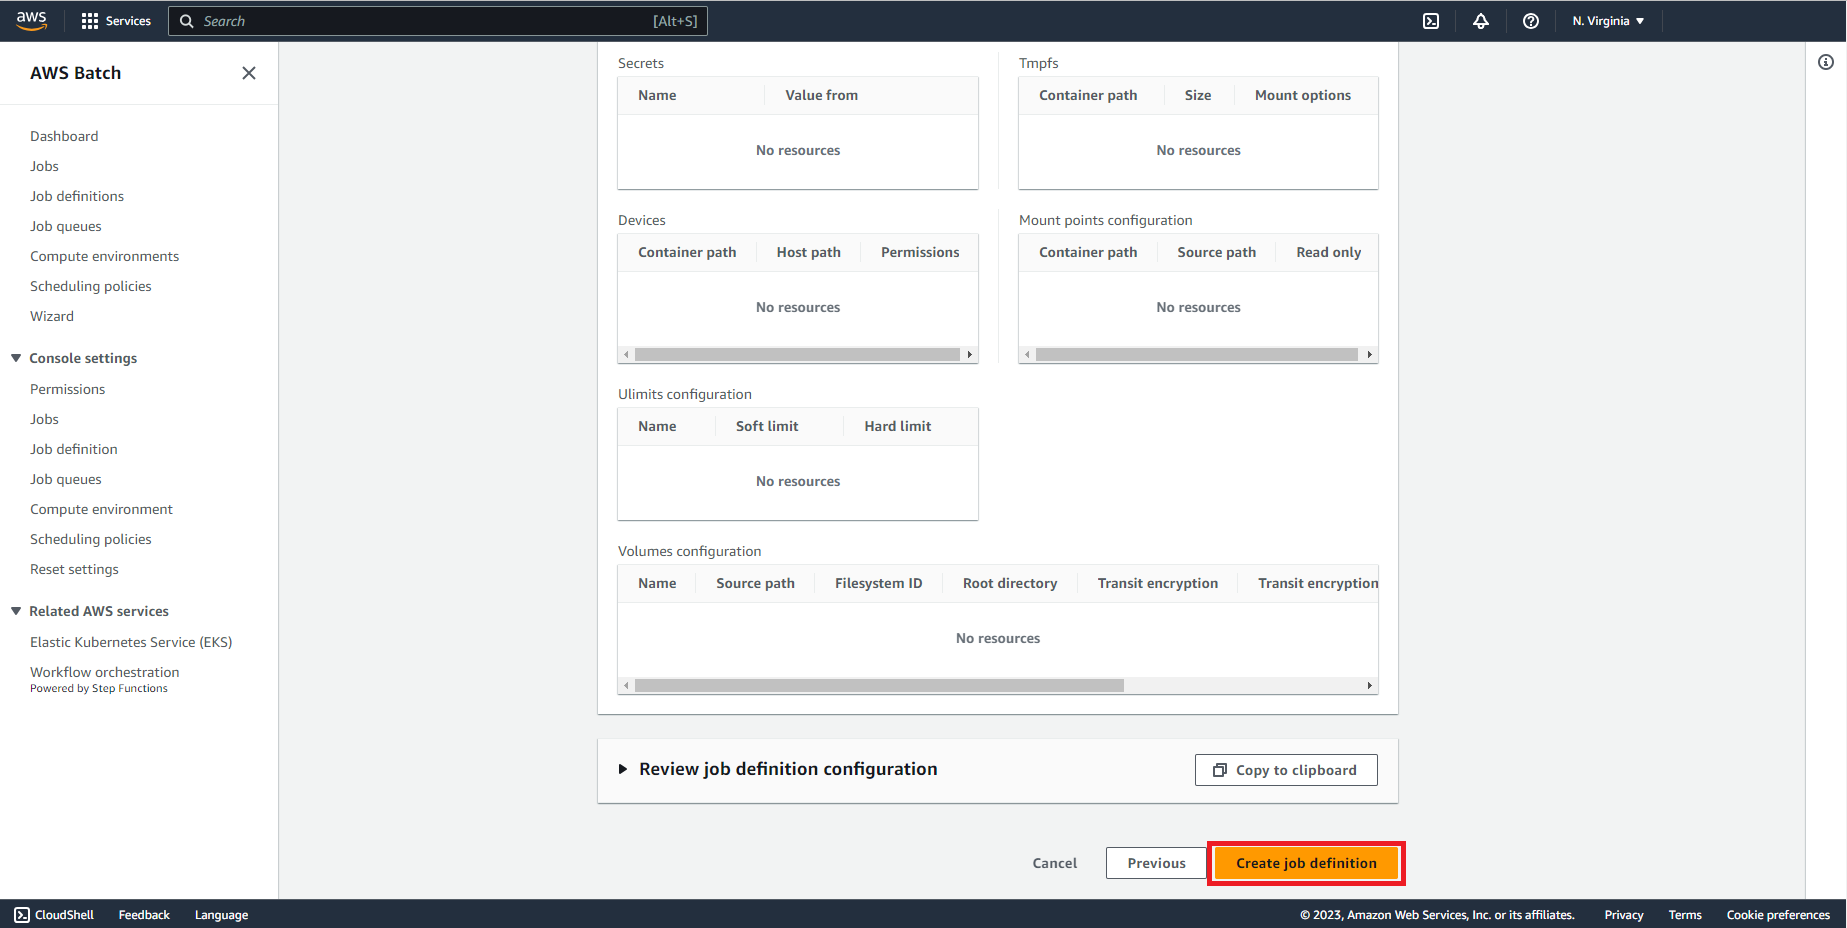 aws
Services
Search
[Alt+S]
N. Virginia
AWS Batch
Dashboard
Jobs
Job definitions
Job queues
Compute environments
Scheduling policies
Wizard
Console settings
Permissions
Jobs
Job definition
Job queues
Compute environment
Scheduling policies
Reset settings
Related AWS services
Elastic Kubernetes Service (EKS)
Workflow orchestration
Powered by Step Functions
Secrets
Name Value from
No resources
Tmpfs
Container path Size Mount options
No resources
Devices
Container path Host path Permissions
No resources
Mount points configuration
Container path Source path Read only
No resources
Ulimits configuration
Name Soft limit Hard limit
No resources
Volumes configuration
Name Source path Filesystem ID Root directory Transit encryption Transit encryption
No resources
Review job definition configuration
Copy to clipboard
Cancel
Previous
Create job definition
CloudShell
Feedback
Language
© 2023, Amazon Web Services, Inc. or its affiliates.
Privacy
Terms
Cookie preferences